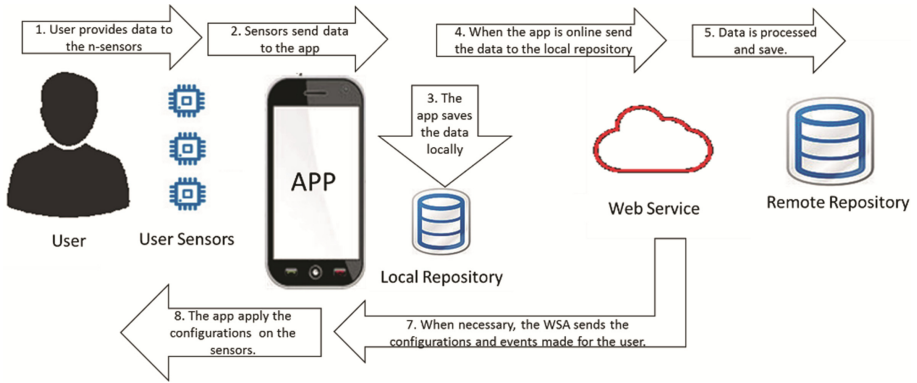 1. User provides data to
the n-sensors
2. Sensors send data
to the app
4. When the app is online send
the data to the local repository
5. Data is processed
and save.
3. The
app saves
the data
locally
APP
User
User Sensors
Local Repository
Web Service
Remote Repository
8. The app apply the
configurations on the
sensors.
7. When necessary, the WSA sends the
configurations and events made for the user.